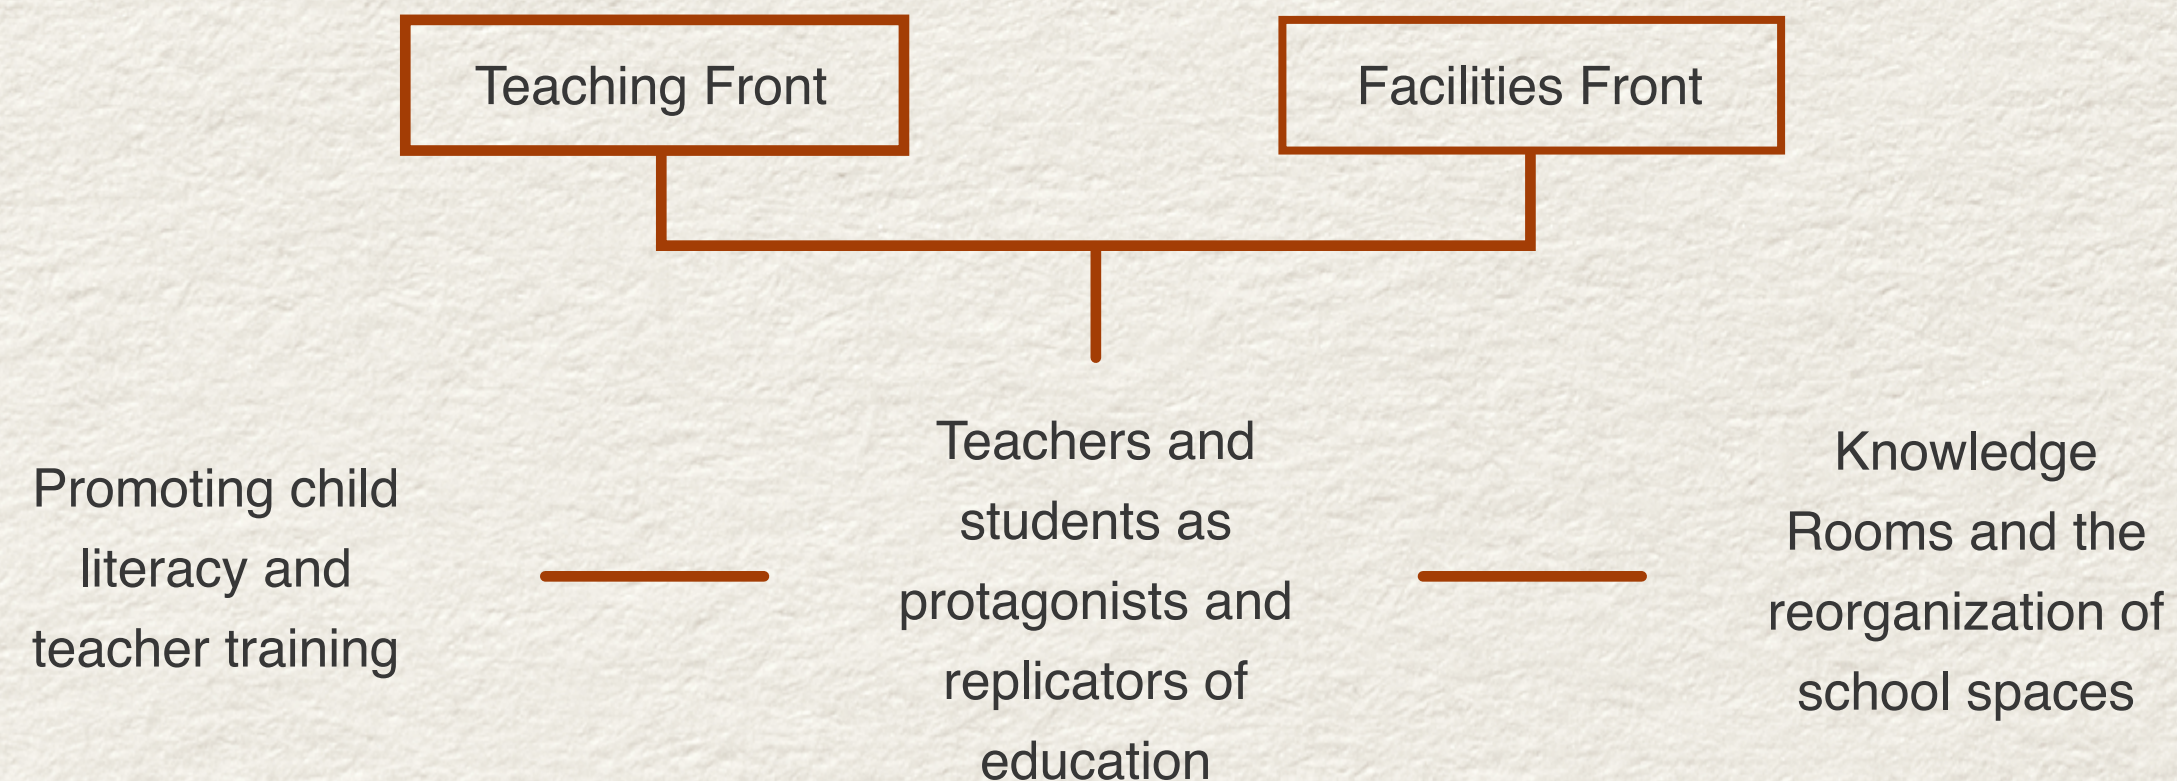 Teaching Front
Facilities Front
Promoting child
literacy and
teacher training
Teachers and
students as
protagonists and
replicators of
education
Knowledge
Rooms and the
reorganization of
school spaces